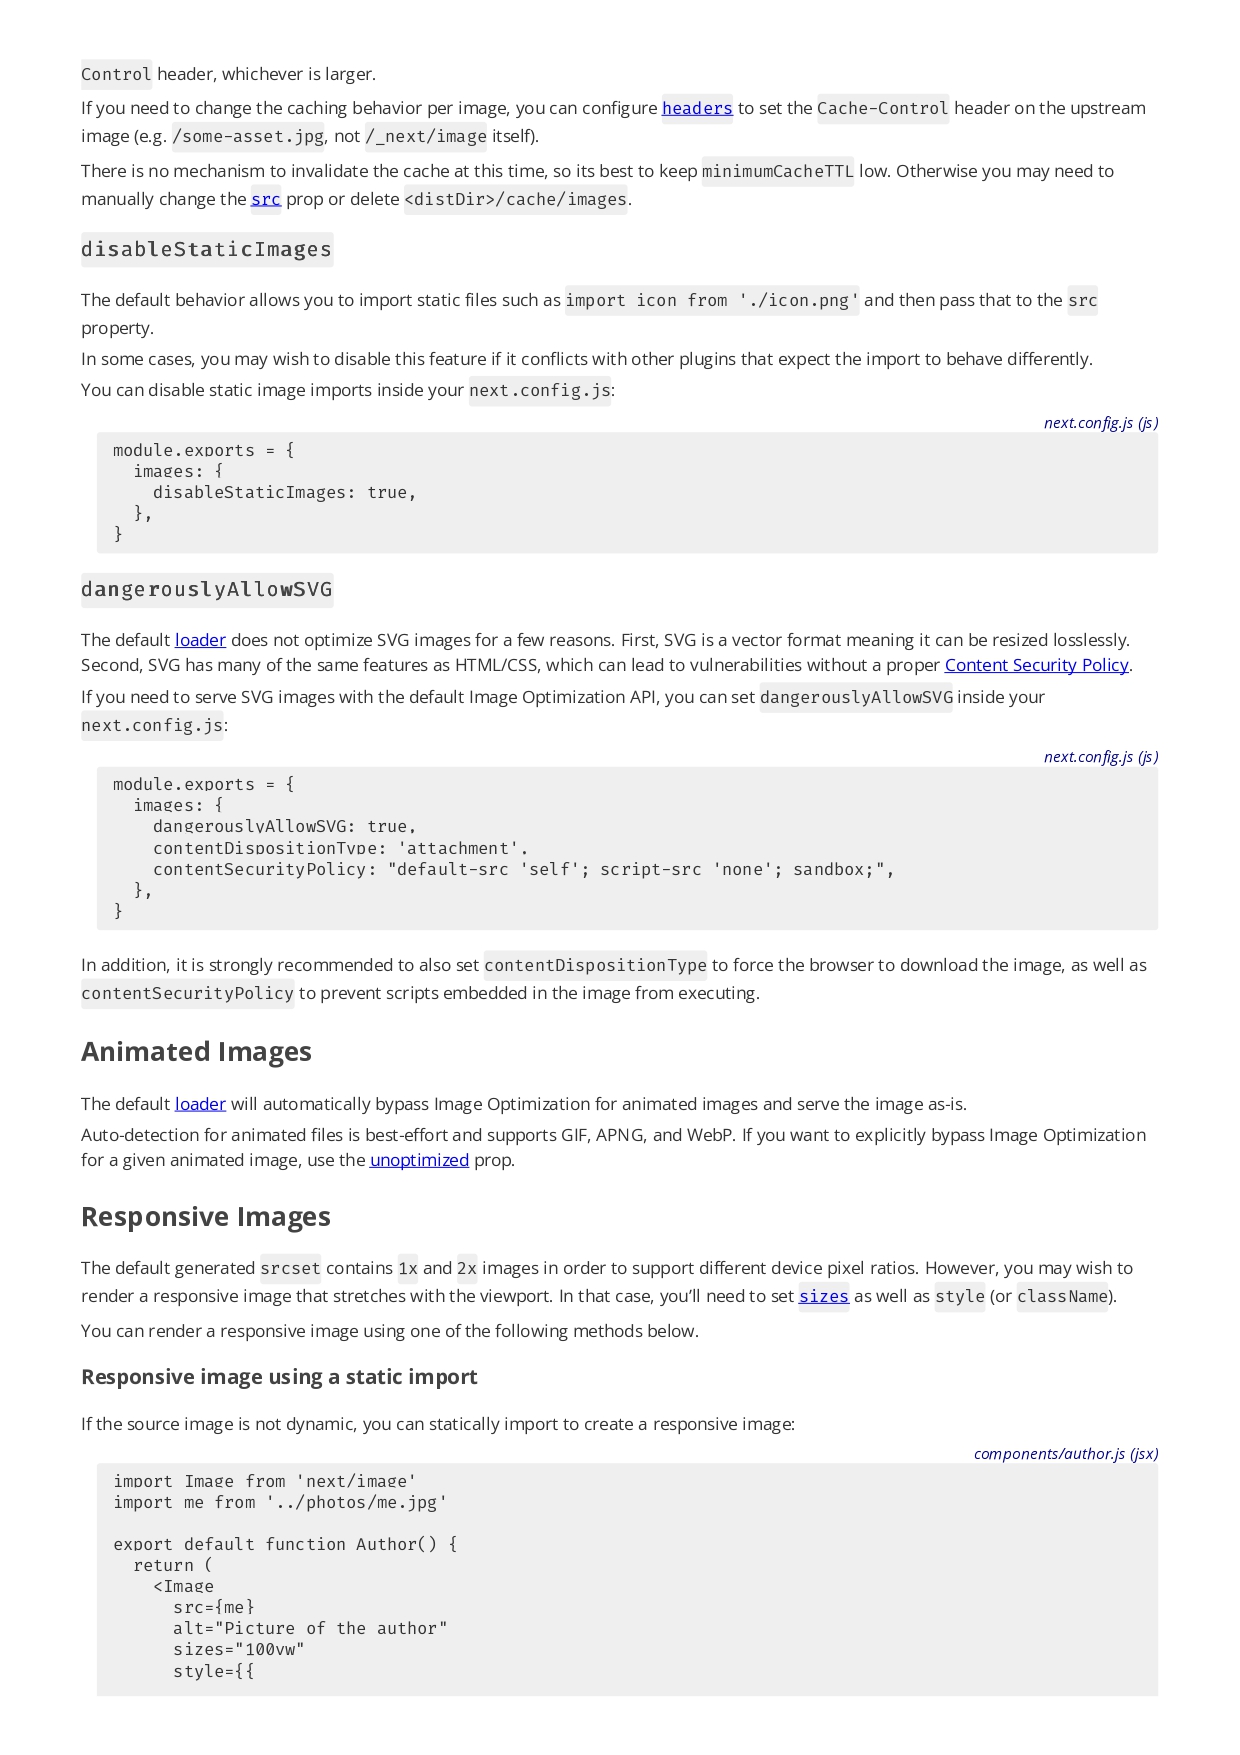 Control header, whichever is larger.
If you need to change the caching behavior per image, you can configure headers to set the Cache-Control header on the upstream
image (e.g. /some-asset.jpg, not /_next/image itself).
There is no mechanism to invalidate the cache at this time, so its best to keep minimumCacheTTL low. Otherwise you may need to
manually change the src prop or delete <distDir>/cache/images.
disableStaticImages
The default behavior allows you to import static files such as import icon from './icon.png' and then pass that to the src
property.
In some cases, you may wish to disable this feature if it conflicts with other plugins that expect the import to behave differently.
You can disable static image imports inside your next.config.js:
next.config.js (js)
module.exports = {
  images: {
    disableStaticImages: true,
  },
}
dangerouslyAllowSVG
The default loader does not optimize SVG images for a few reasons. First, SVG is a vector format meaning it can be resized losslessly.
Second, SVG has many of the same features as HTML/CSS, which can lead to vulnerabilities without a proper Content Security Policy.
If you need to serve SVG images with the default Image Optimization API, you can set dangerouslyAllowSVG inside your
next.config.js:
next.config.js (js)
module.exports = {
  images: {
    dangerouslyAllowSVG: true,
    contentDispositionType: 'attachment',
    contentSecurityPolicy: "default-src 'self'; script-src 'none'; sandbox;",
  },
}
In addition, it is strongly recommended to also set contentDispositionType to force the browser to download the image, as well as
contentSecurityPolicy to prevent scripts embedded in the image from executing.
Animated Images
The default loader will automatically bypass Image Optimization for animated images and serve the image as-is.
Auto-detection for animated files is best-effort and supports GIF, APNG, and WebP. If you want to explicitly bypass Image Optimization
for a given animated image, use the unoptimized prop.
Responsive Images
The default generated srcset contains 1x and 2x images in order to support different device pixel ratios. However, you may wish to
render a responsive image that stretches with the viewport. In that case, you’ll need to set sizes as well as style (or className).
You can render a responsive image using one of the following methods below.
Responsive image using a static import
If the source image is not dynamic, you can statically import to create a responsive image:
components/author.js (jsx)
import Image from 'next/image'
import me from '../photos/me.jpg'
export default function Author() {
  return (
    <Image
      src={me}
      alt="Picture of the author"
      sizes="100vw"
      style={{